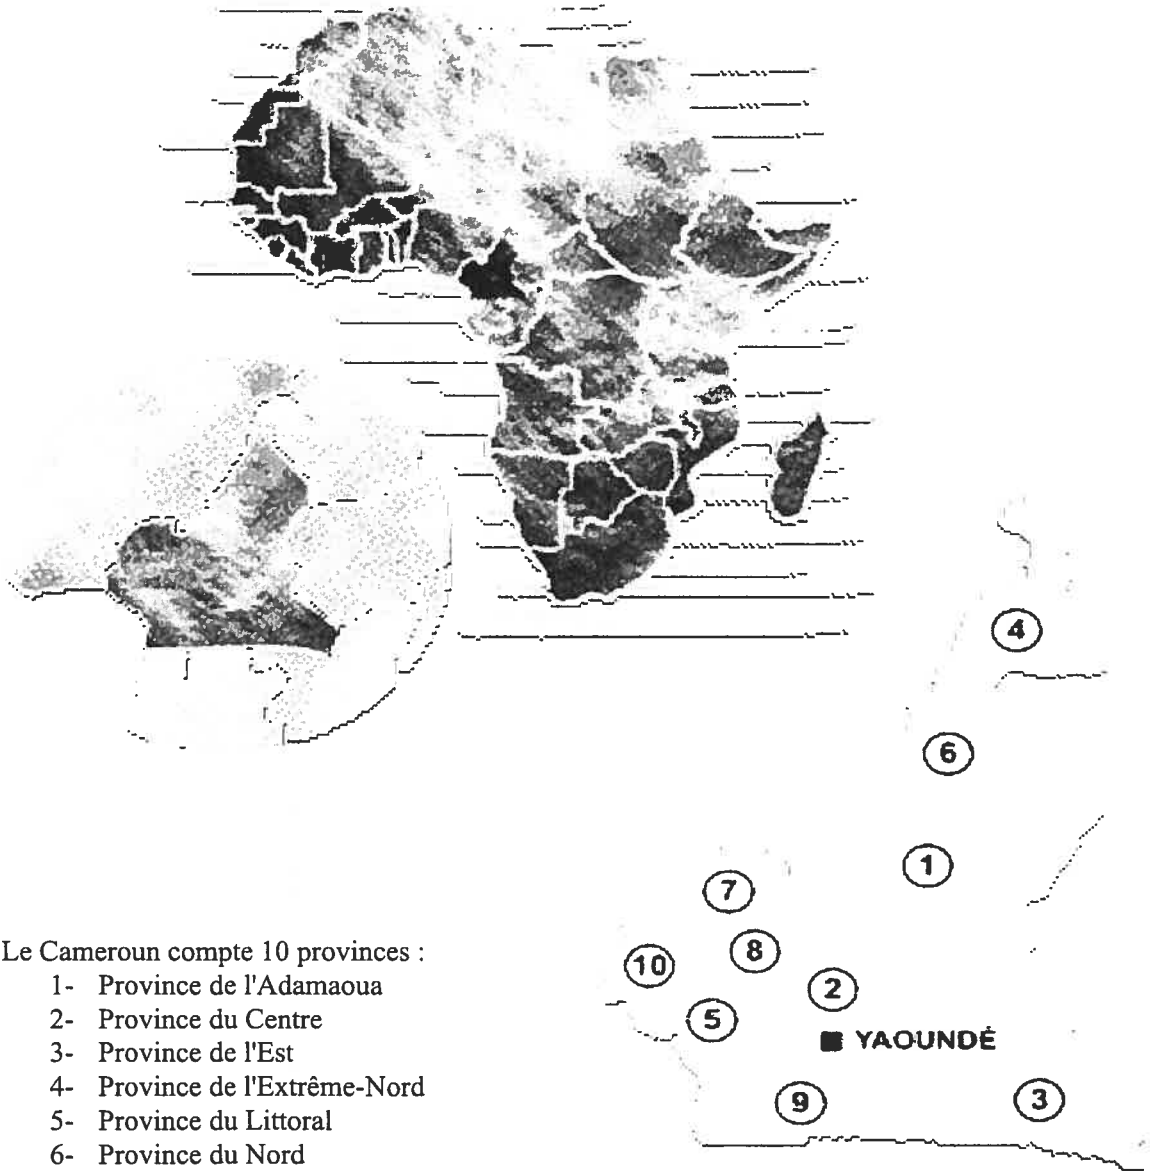 4
6
1
7
8
10
2
5
YAOUNDÉ
9
3
Le Cameroun compte 10 provinces :
1- Province de l'Adamaoua
2- Province du Centre
3- Province de l'Est
4- Province de l'Extrême-Nord
5- Province du Littoral
6- Province du Nord